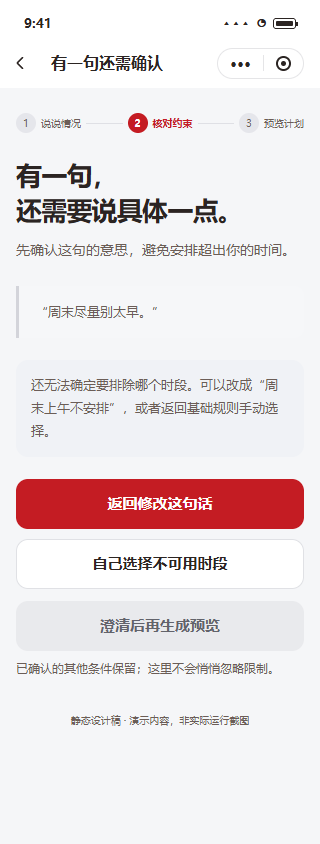 9:41
有一句还需确认
1 说说情况 2 核对约束 3 预览计划
有一句，
还需要说具体一点。
先确认这句的意思，避免安排超出你的时间。
“周末尽量别太早。”
还无法确定要排除哪个时段。可以改成“周
末上午不安排”，或者返回基础规则手动选
择。
返回修改这句话
自己选择不可用时段
澄清后再生成预览
已确认的其他条件保留；这里不会悄悄忽略限制。
静态设计稿 · 演示内容，非实际运行截图